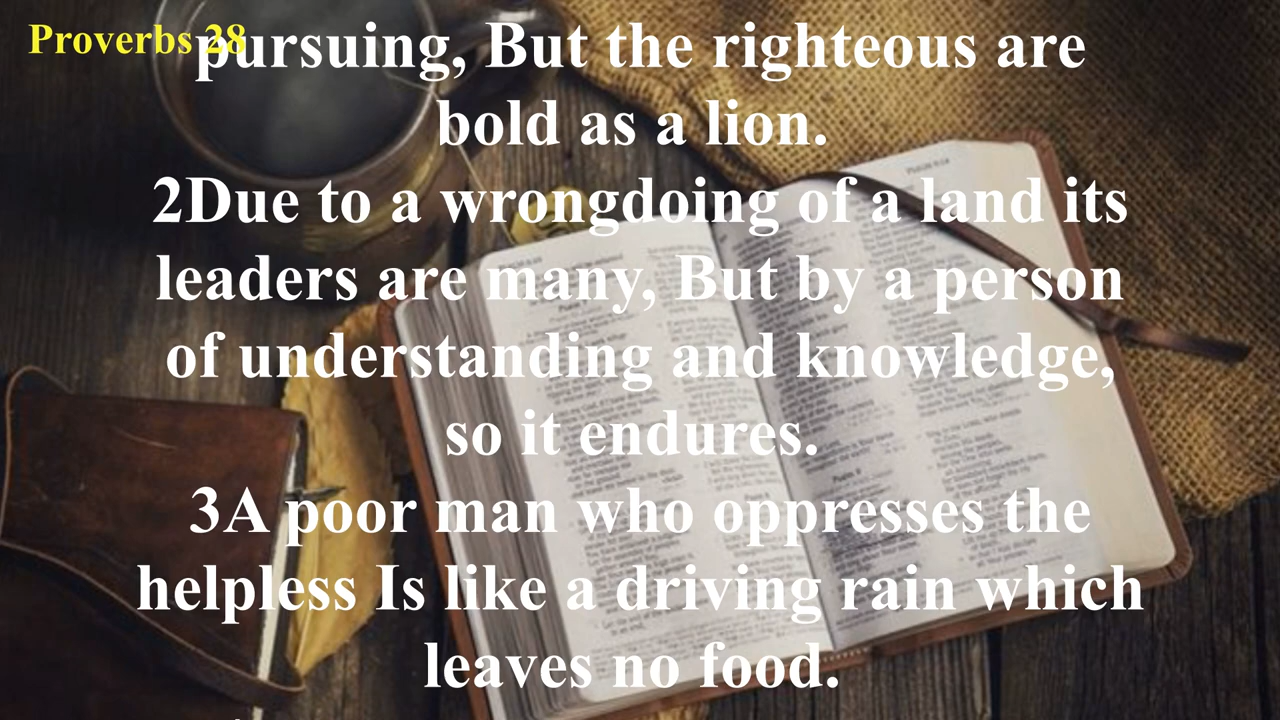 Proverbs 28
pursuing, But the righteous are
bold as a lion.
2Due to a wrongdoing of a land its
leaders are many, But by a person
of understanding and knowledge,
so it endures.
3A poor man who oppresses the
helpless Is like a driving rain which
leaves no food.